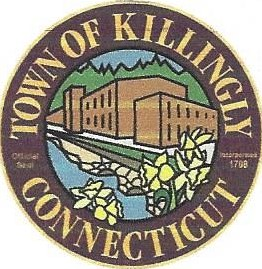 TOWN OF KILLINGLY
Official
Seal
Incorporated
1708
CONNECTICUT